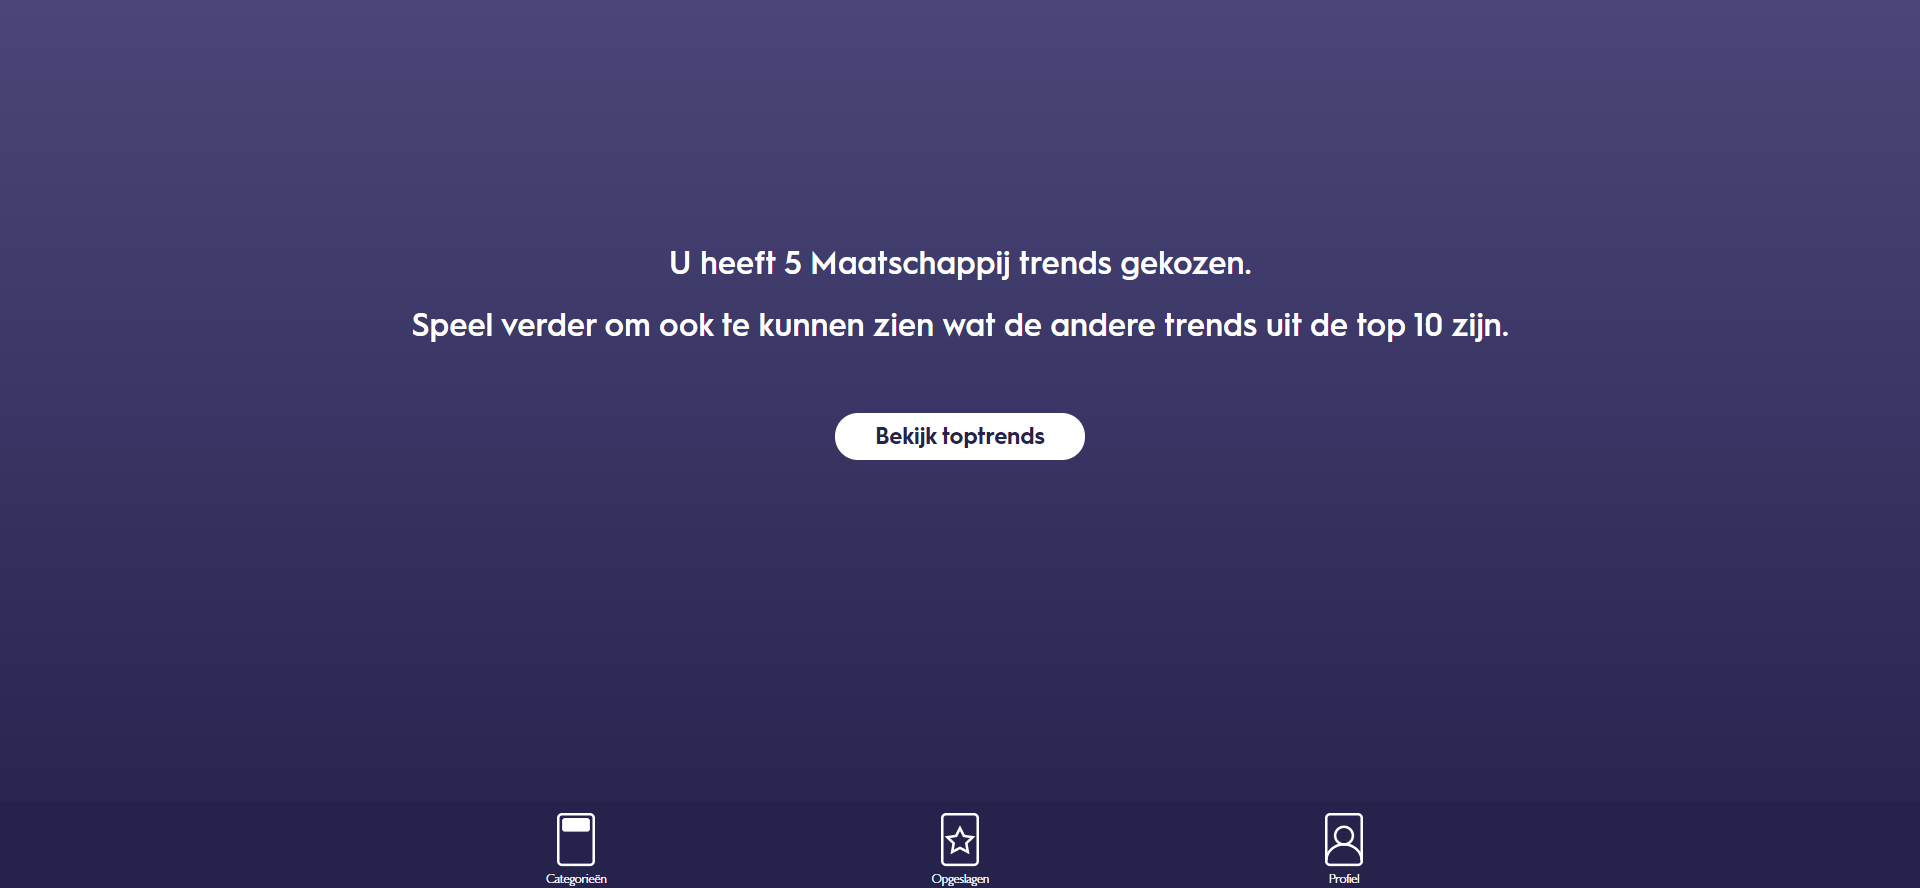 U heeft 5 Maatschappij trends gekozen.
Speel verder om ook te kunnen zien wat de andere trends uit de top 10 zijn.
Bekijk toptrends
Categorieën
Opgeslagen
Profiel